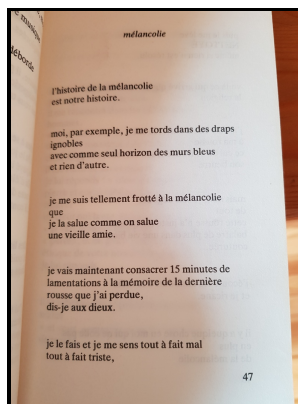 musique
déborde
mélancolie
l'histoire de la mélancolie
est notre histoire.
moi, par exemple, je me tords dans des draps
ignobles
avec comme seul horizon des murs bleus
et rien d'autre.
je me suis tellement frotté à la mélancolie
que
je la salue comme on salue
une vieille amie.
je vais maintenant consacrer 15 minutes de
lamentations à la mémoire de la dernière
rousse que j'ai perdue,
dis-je aux dieux.
je le fais et je me sens tout à fait mal
tout à fait triste,
47